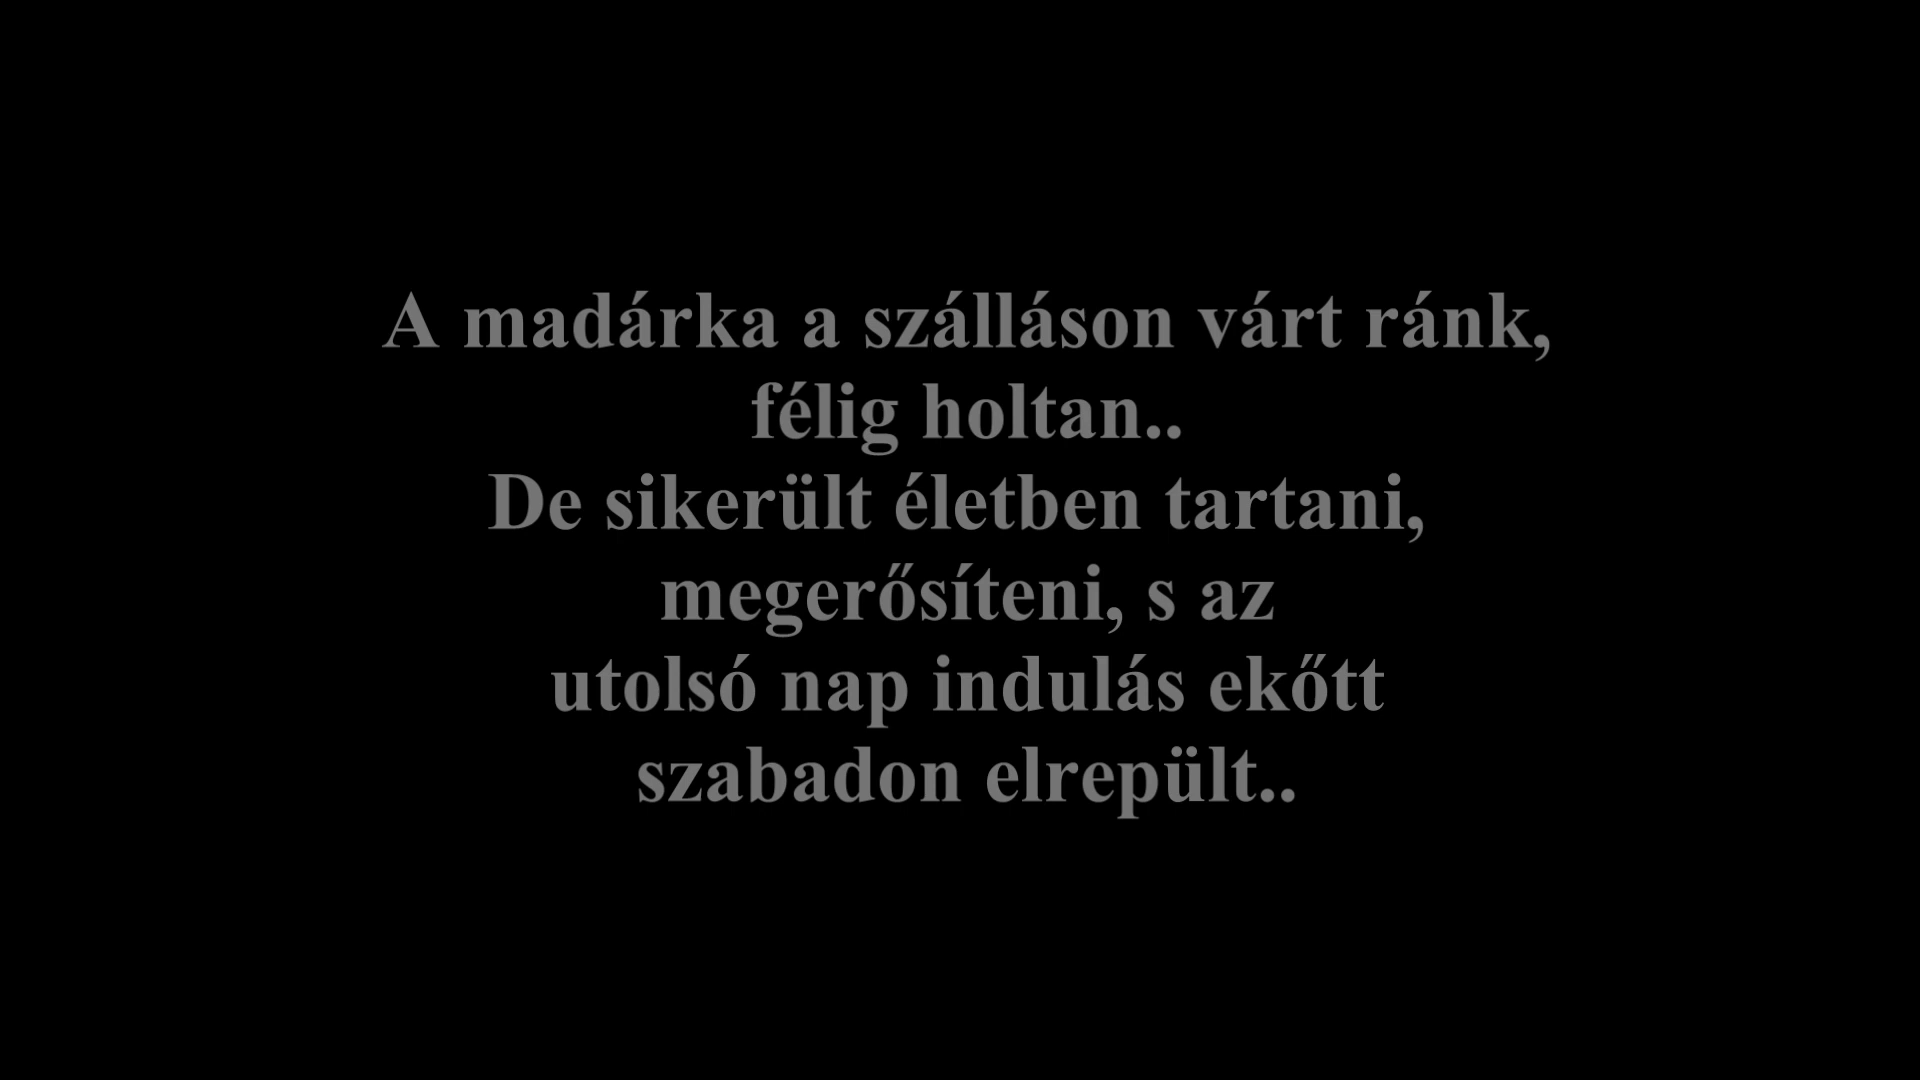 A madárka a szálláson várt ránk,
félig holtan..
De sikerült életben tartani,
megerősíteni, s az
utolsó nap indulás ekőtt
szabadon elrepült..